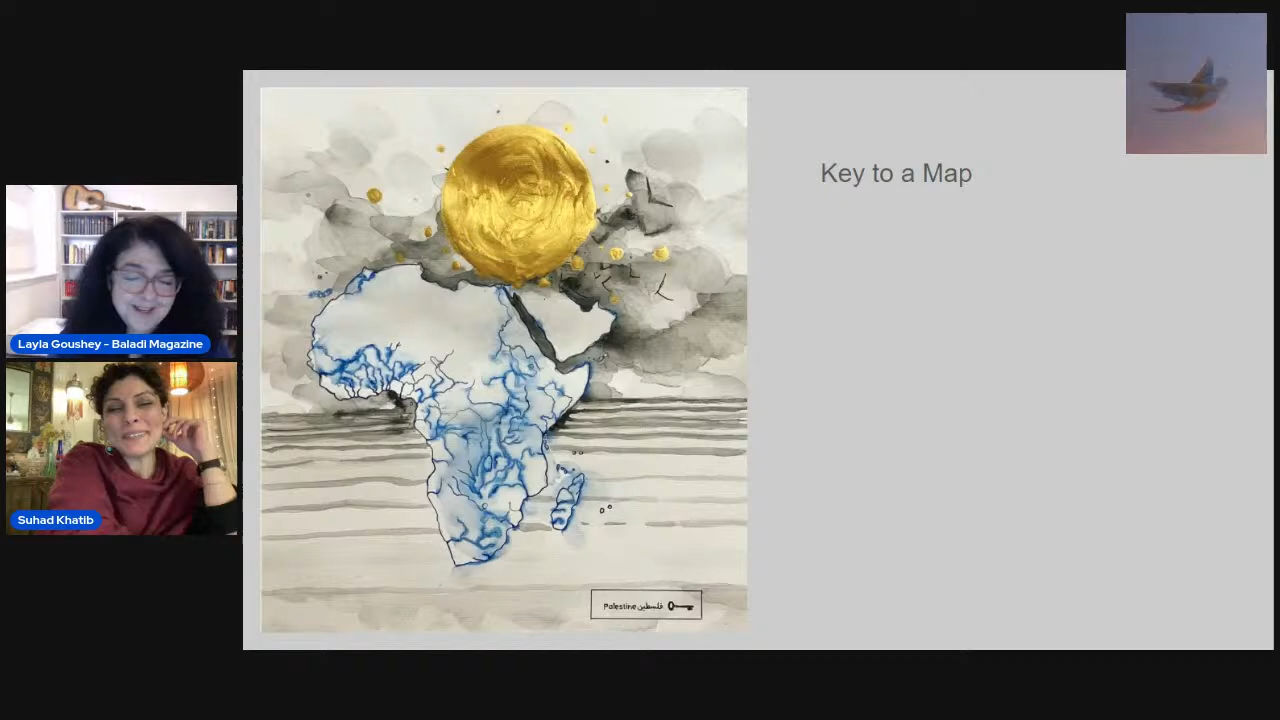 Key to a Map
Layla Goushey – Baladi Magazine
Suhad Khatib
Palestine فلسطين